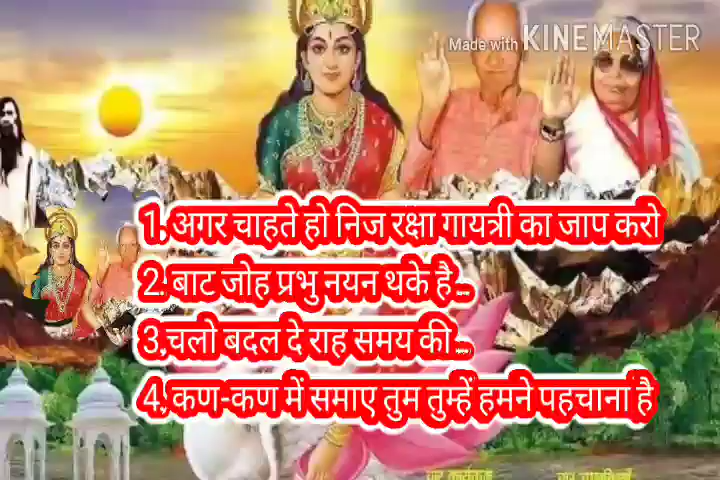 Made with KINEMASTER
1. अगर चाहते हो निज रक्षा गायत्री का जाप करो
2. बाट जोह प्रभु नयन थके है..
3.चलो बदल दे राह समय की...
4. कण-कण में समाए तुम तुम्हें हमने पहचाना है